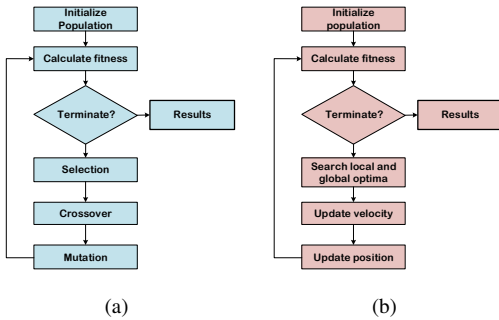 Initialize
Population
Calculate fitness
Terminate?
Results
Selection
Crossover
Mutation
(a)
Initialize
population
Calculate fitness
Terminate?
Results
Search local and
global optima
Update velocity
Update position
(b)